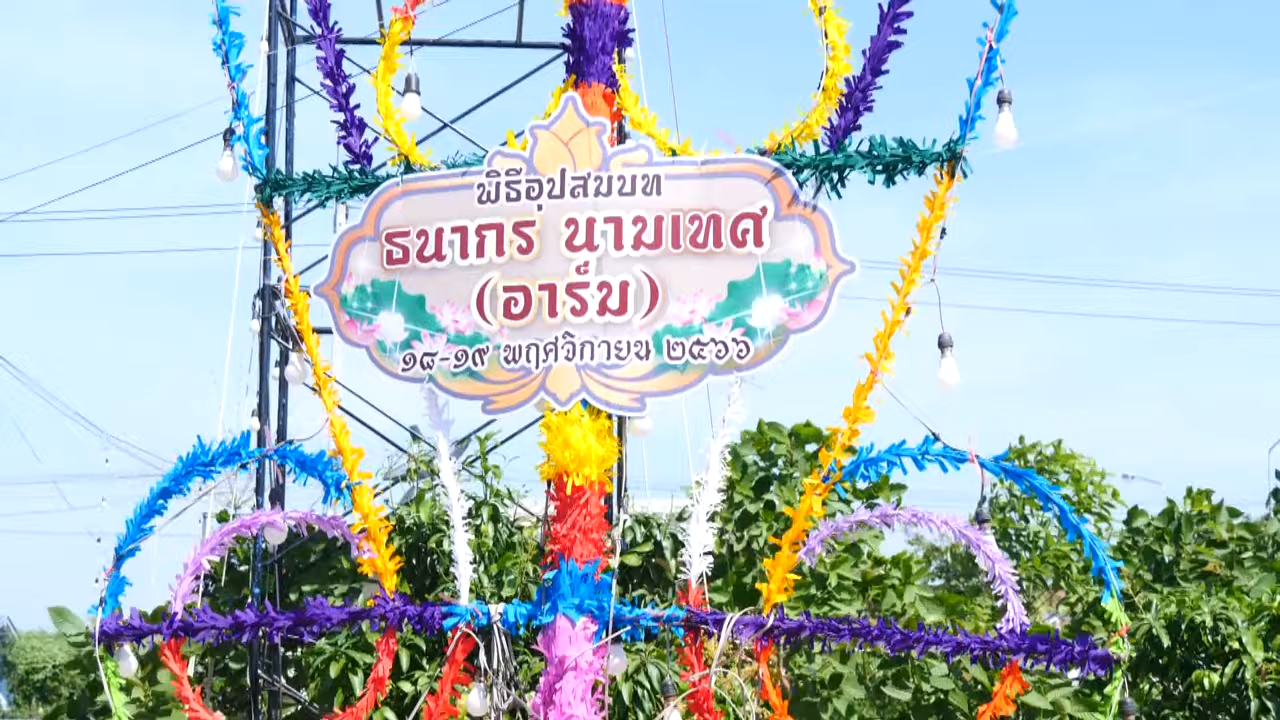 พิธีอุปสมบท
ธนากร นามเทศ
(อาร์ม)
๑๘-๑๙ พฤศจิกายน ๒๕๖๖